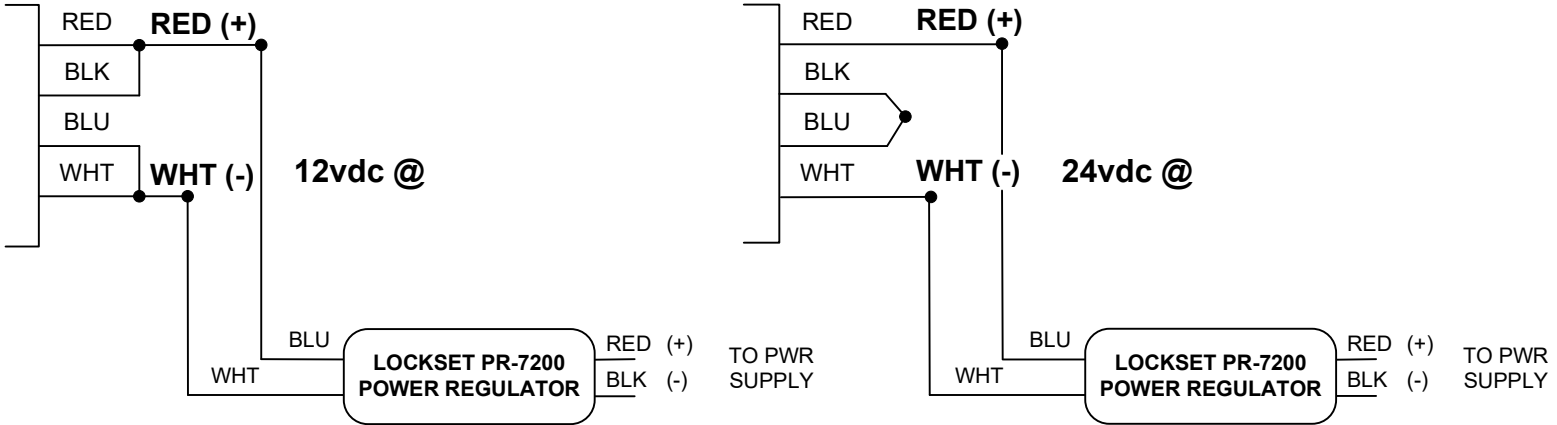 RED
RED (+)
BLK
BLU
WHT
WHT (-)
12vdc @
BLU
WHT
LOCKSET PR-7200
POWER REGULATOR
RED (+)
BLK (-)
TO PWR
SUPPLY
RED
RED (+)
BLK
BLU
WHT
WHT (-)
24vdc @
BLU
WHT
LOCKSET PR-7200
POWER REGULATOR
RED (+)
BLK (-)
TO PWR
SUPPLY